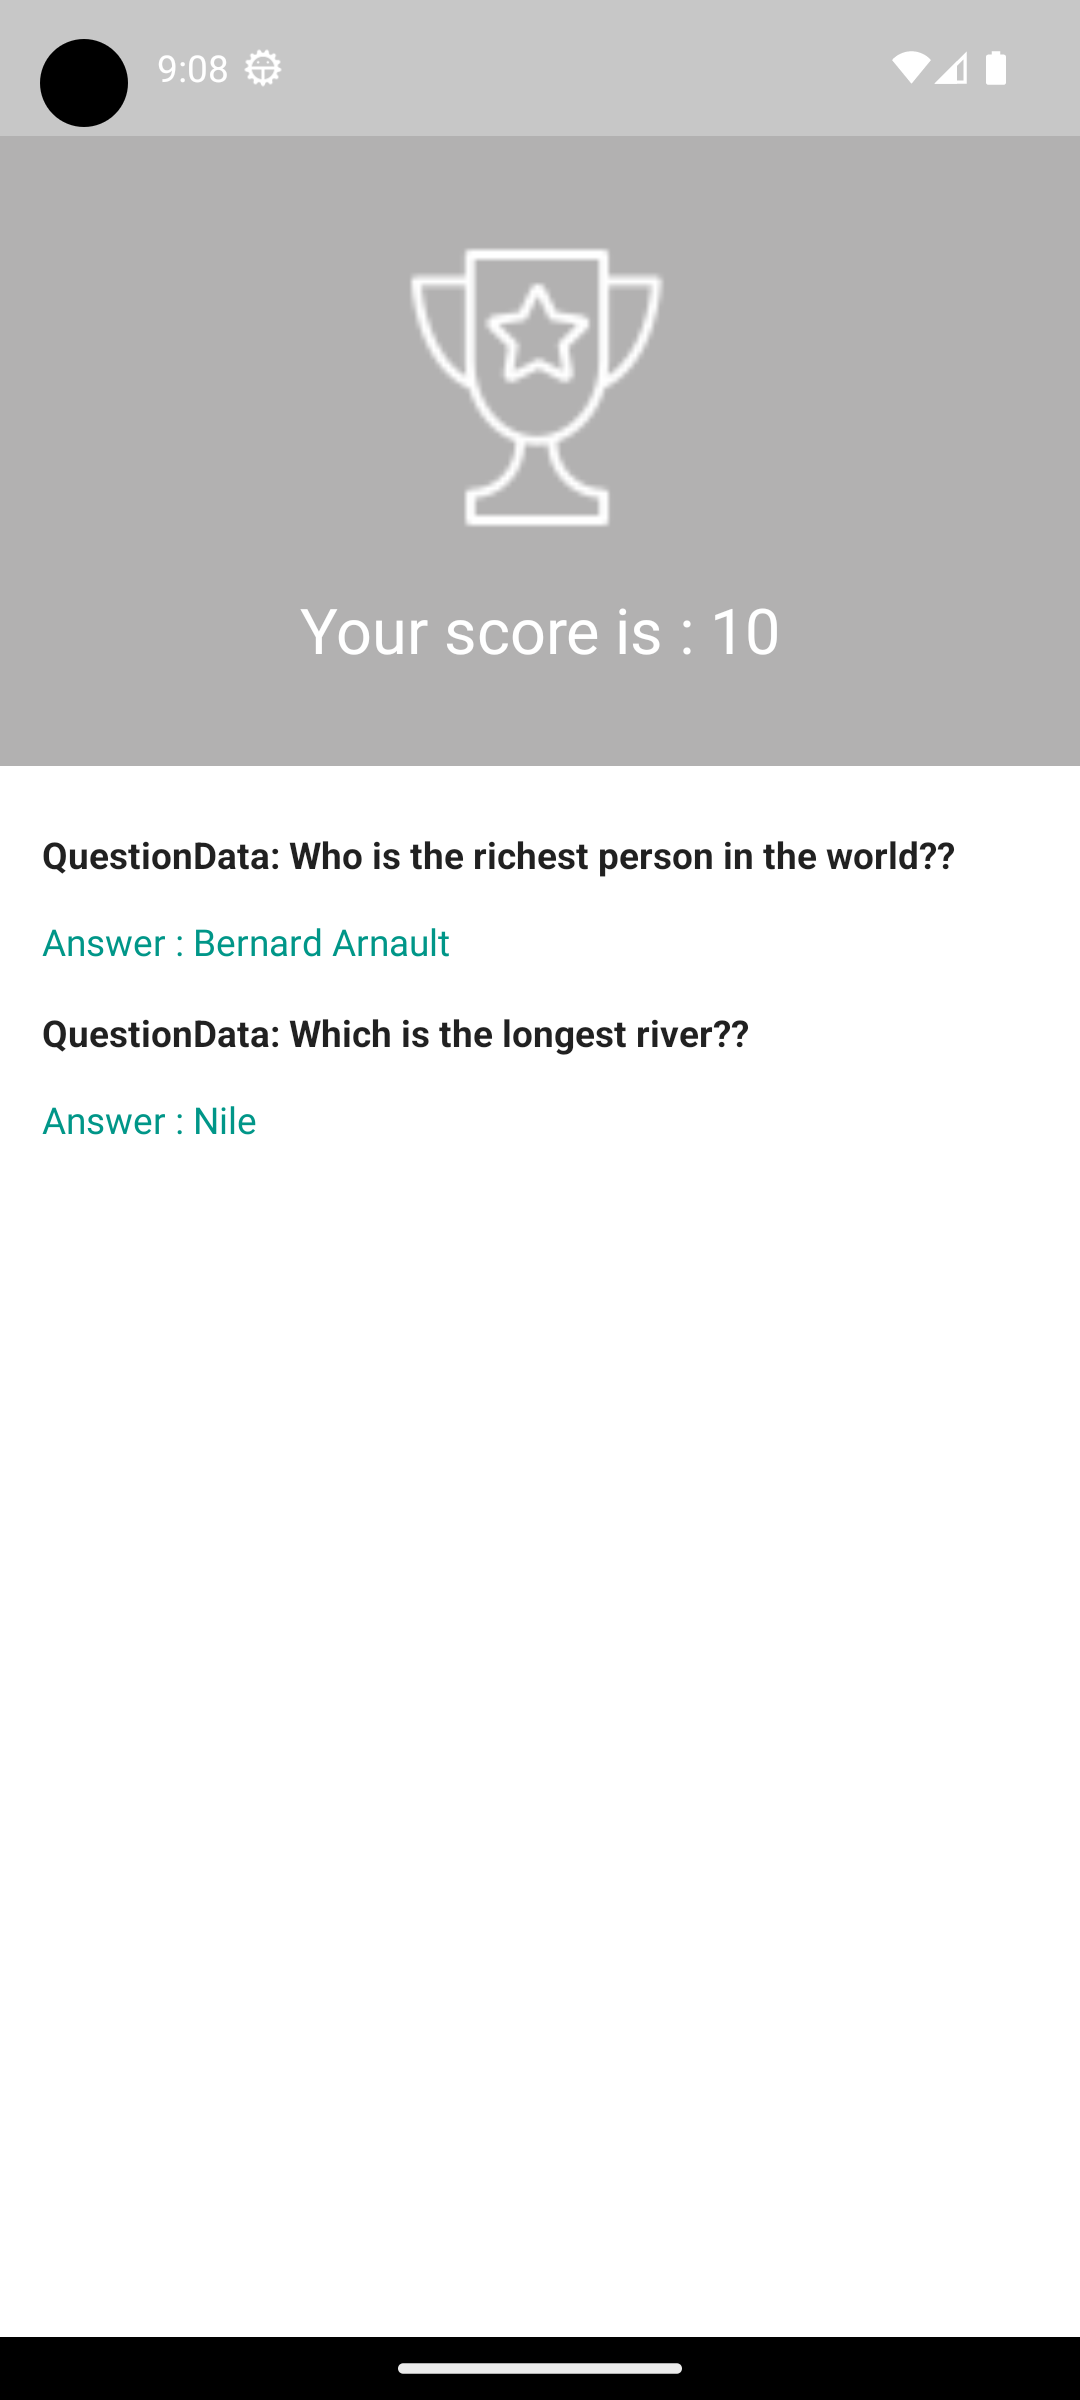 9:08
Your score is : 10
QuestionData: Who is the richest person in the world??
Answer : Bernard Arnault
QuestionData: Which is the longest river??
Answer : Nile